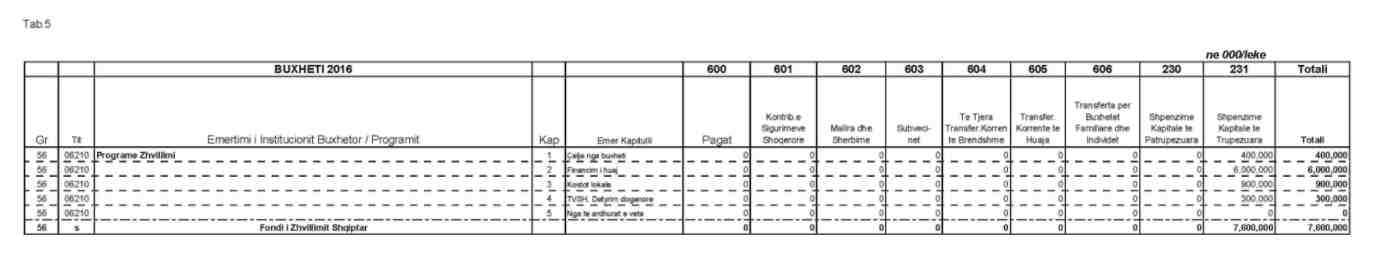 Tab.5
ne 000/leke
BUXHETI 2016 600 601 602 603 604 605 606 230 231 Totali
Gr Tit Emertimi i Institucionit Buxhetor / Programit Kap Emer Kapitulli Pagat Kontrib.e Sigurimeve Shoqerore Mallra dhe Sherbime Subvecionet Te Tjera Transfer.Korren te Brendshme Transfer. Korrente te Huaja Transferta per Buxhetet Familiare dhe Individet Shpenzime Kapitale te Patrupezuara Shpenzime Kapitale te Trupezuara Totali
56 06210 Programe Zhvillimi 1 Çelje nga buxheti 0 0 0 0 0 0 0 0 400,000 400,000
56 06210 2 Financim i huaj 0 0 0 0 0 0 0 0 6,000,000 6,000,000
56 06210 3 Kostot lokale 0 0 0 0 0 0 0 0 900,000 900,000
56 06210 4 TVSH, Detyrim doganore 0 0 0 0 0 0 0 0 300,000 300,000
56 06210 5 Nga te ardhurat e veta 0 0 0 0 0 0 0 0 0 0
56 s Fondi i Zhvillimit Shqiptar 0 0 0 0 0 0 0 0 7,600,000 7,600,000